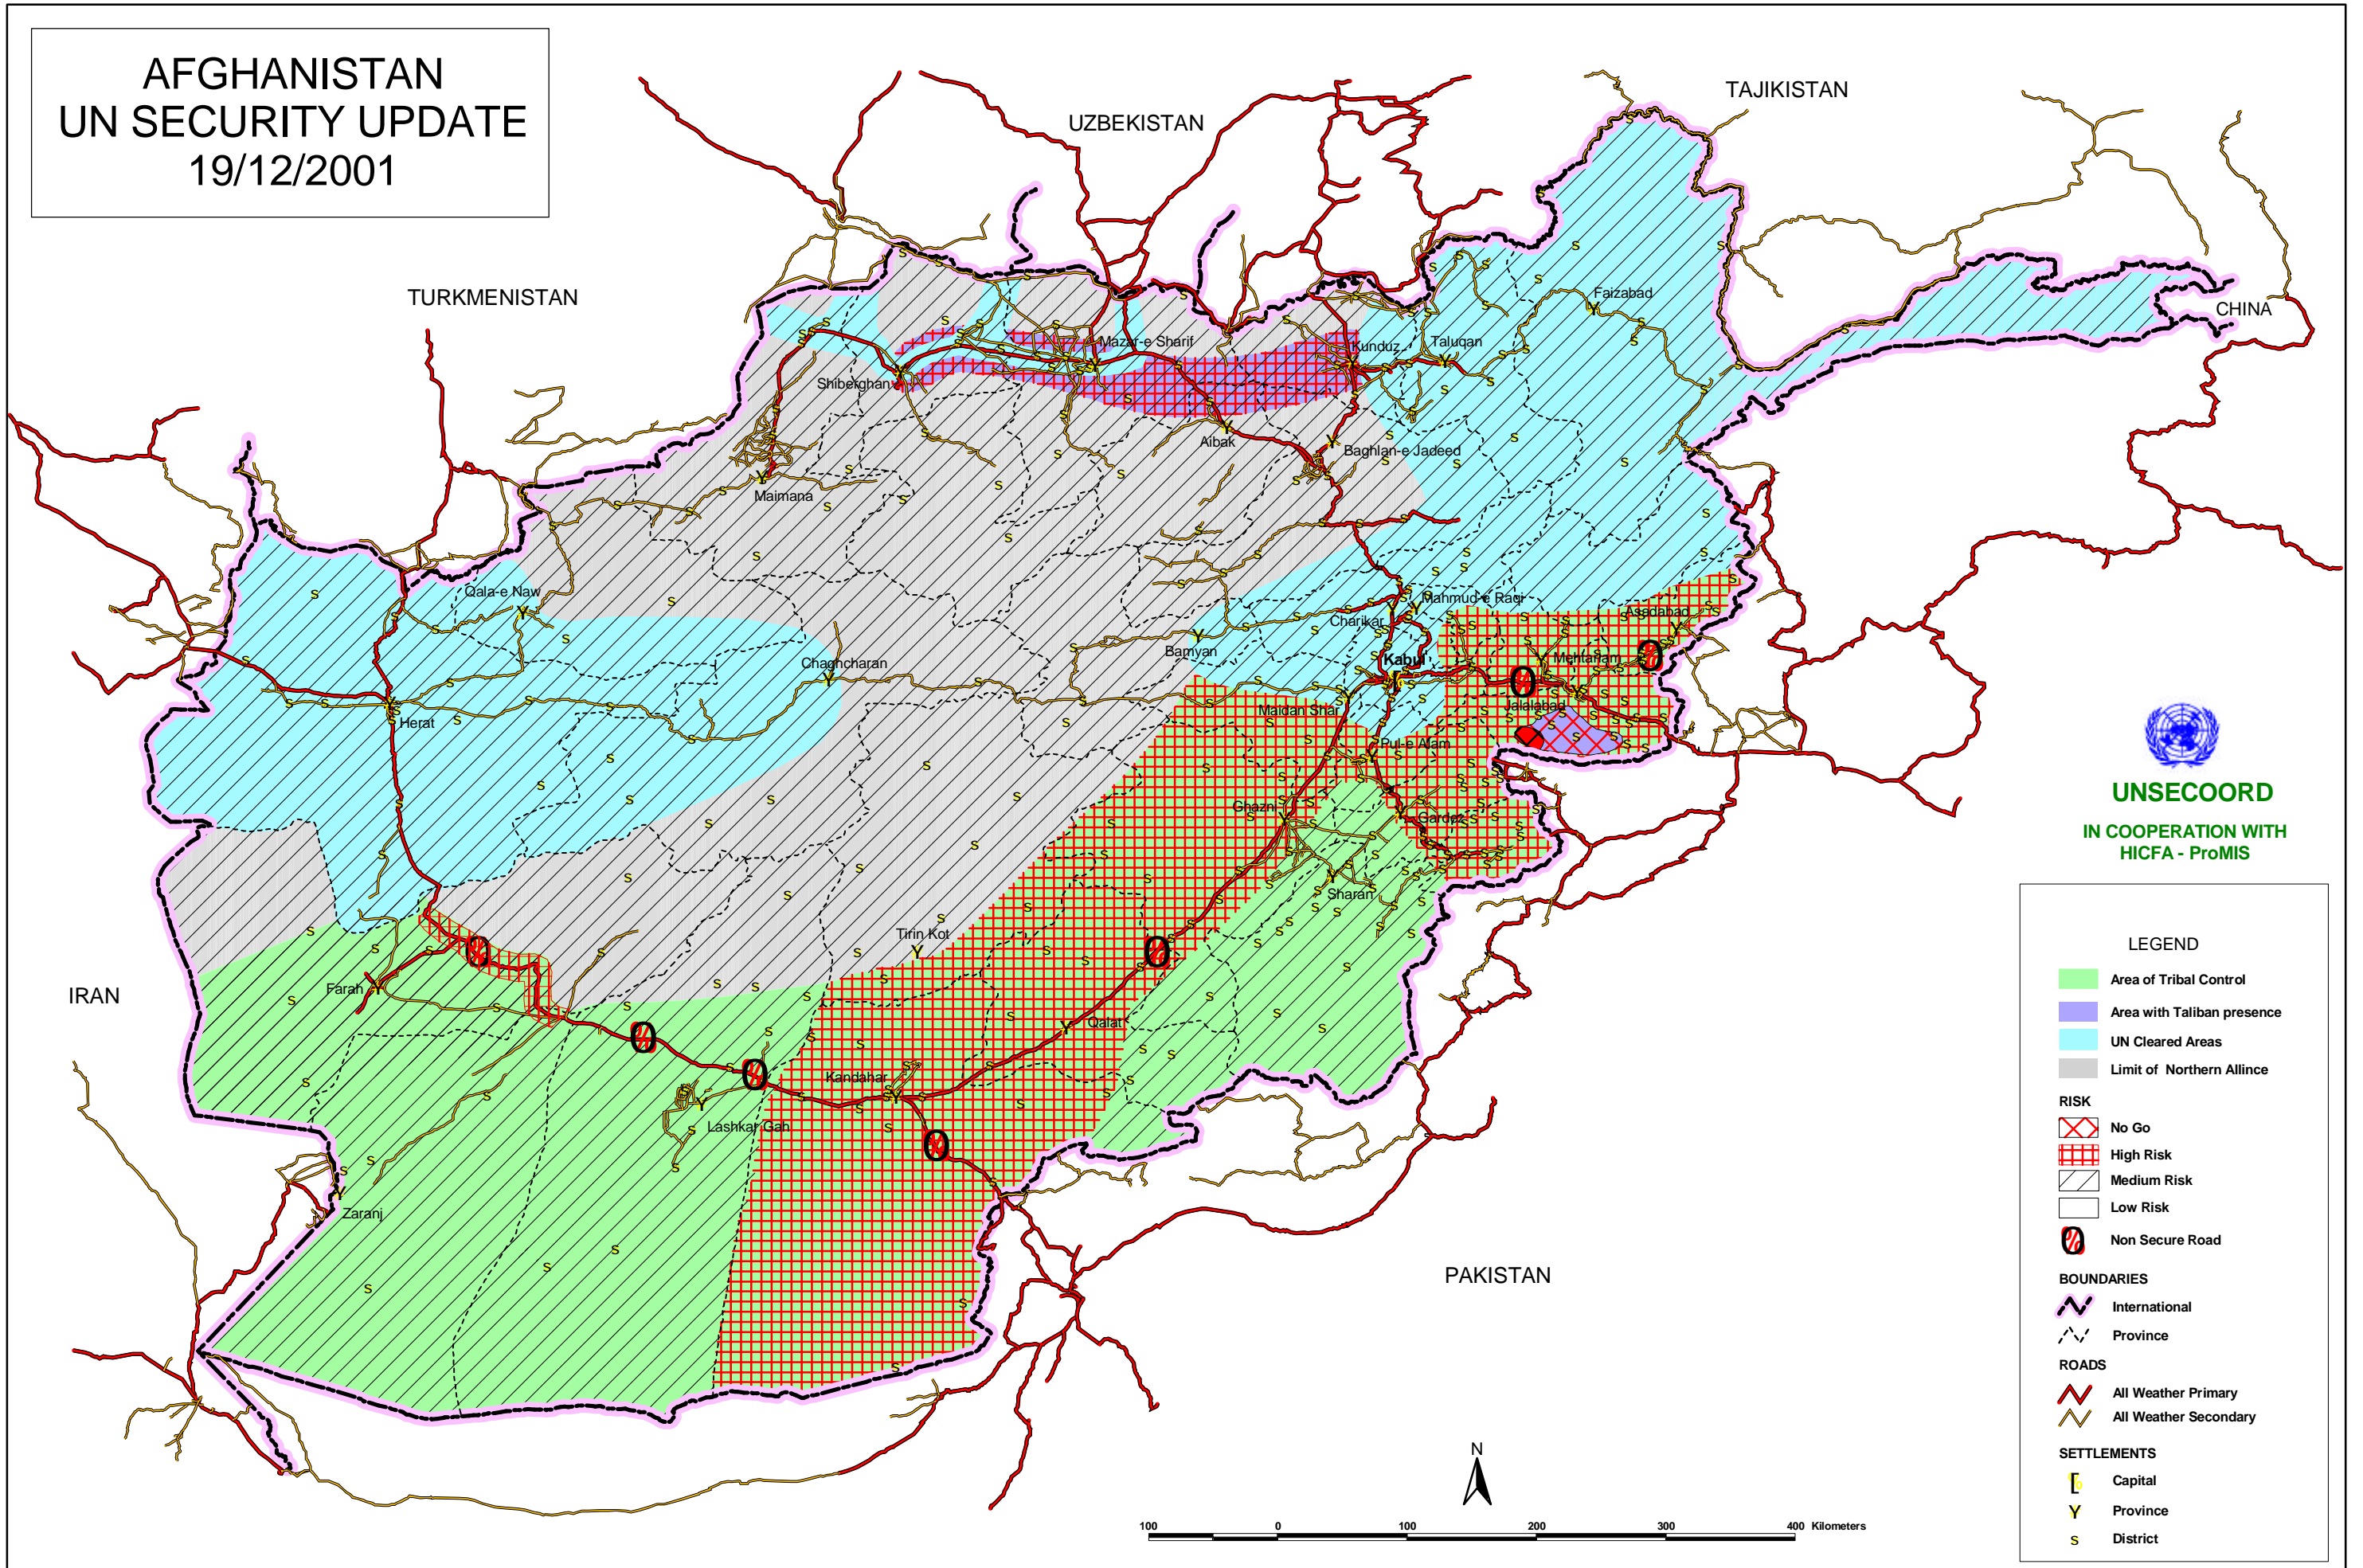 AFGHANISTAN
UN SECURITY UPDATE
19/12/2001
TAJIKISTAN
UZBEKISTAN
TURKMENISTAN
CHINA
Faizabad
Mazar-e Sharif
Kunduz
Taluqan
Shiberghan
Aibak
Baghlan-e Jadeed
Maimana
Qala-e Naw
Mahmud-e Raqi
Asadabad
Charikar
Bamyan
Kabul
Mehtarlam
Chaghcharan
Maidan Shar
Jalalabad
Herat
Pul-e Alam
Ghazni
Gardez
Sharan
Tirin Kot
IRAN
Farah
Qalat
Kandahar
Lashkar Gah
Zaranj
PAKISTAN
UNSECOORD
IN COOPERATION WITH
HICFA - ProMIS
LEGEND
Area of Tribal Control
Area with Taliban presence
UN Cleared Areas
Limit of Northern Allince
RISK
No Go
High Risk
Medium Risk
Low Risk
Non Secure Road
BOUNDARIES
International
Province
ROADS
All Weather Primary
All Weather Secondary
SETTLEMENTS
Capital
Province
District
N
100 0 100 200 300 400 Kilometers